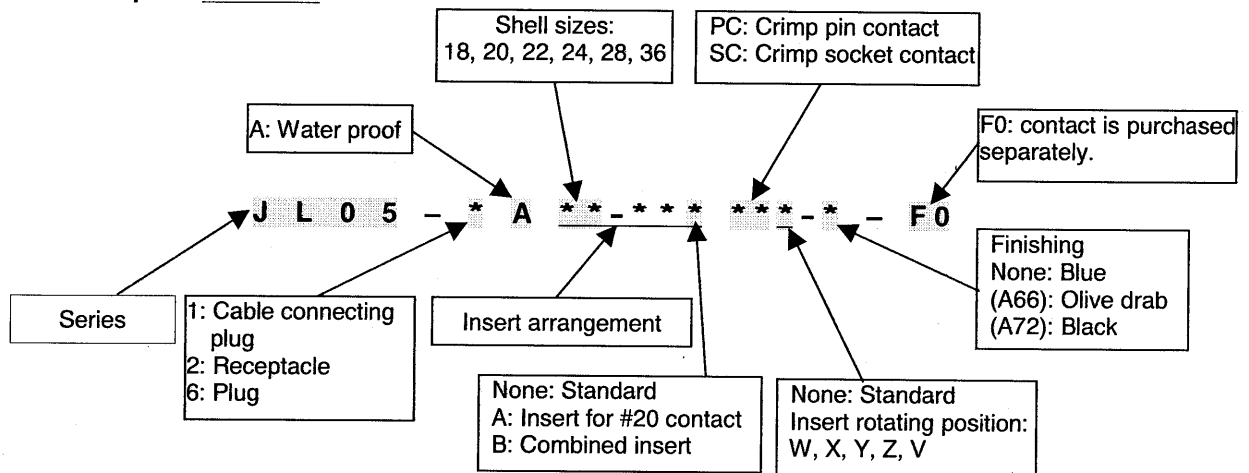 Shell sizes:
18, 20, 22, 24, 28, 36
PC: Crimp pin contact
SC: Crimp socket contact
A: Water proof
F0: contact is purchased
separately.
J L 0 5 – * A * * - * * * * * * - * – F 0
Series
1: Cable connecting
plug
2: Receptacle
6: Plug
Insert arrangement
Finishing
None: Blue
(A66): Olive drab
(A72): Black
None: Standard
A: Insert for #20 contact
B: Combined insert
None: Standard
Insert rotating position:
W, X, Y, Z, V